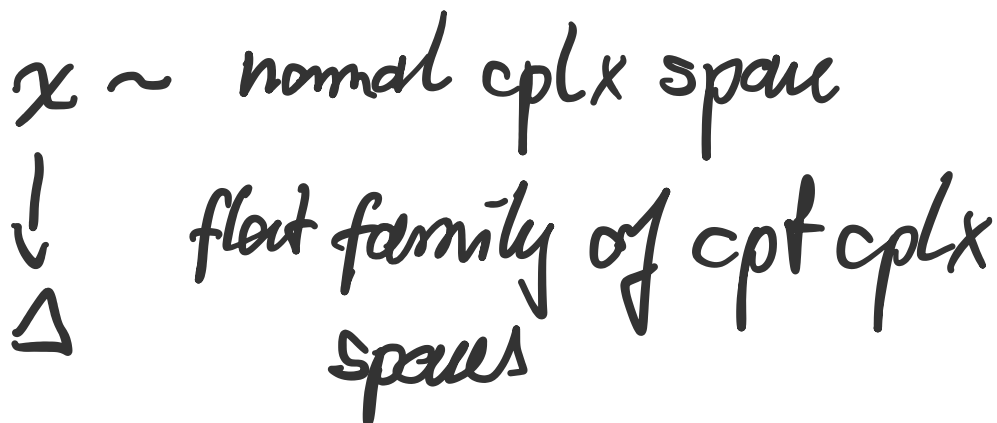 𝒳 ~ normal cplx space
↓ flat family of cpt cplx
Δ spaces